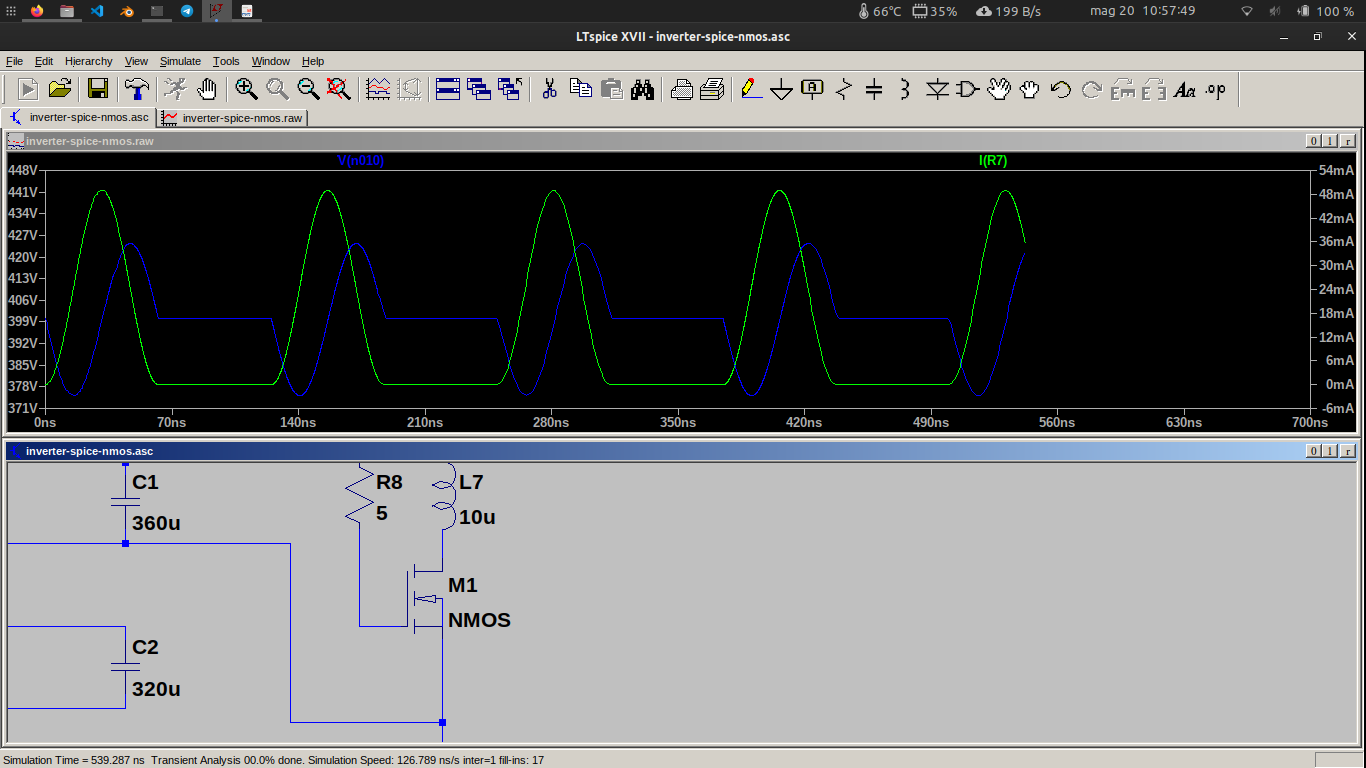 66℃ 35% 199 B/s mag 20 10:57:49 100 %
LTspice XVII - inverter-spice-nmos.asc
File Edit Hierarchy View Simulate Tools Window Help
inverter-spice-nmos.asc inverter-spice-nmos.raw
inverter-spice-nmos.raw
V(n010) I(R7)
448V 54mA
441V 48mA
434V 42mA
427V 36mA
420V 30mA
413V 24mA
406V 18mA
399V 12mA
392V 6mA
385V 0mA
378V -6mA
371V
0ns 70ns 140ns 210ns 280ns 350ns 420ns 490ns 560ns 630ns 700ns
inverter-spice-nmos.asc
C1 R8 L7
360u 5 10u
M1
NMOS
C2
320u
Simulation Time = 539.287 ns Transient Analysis 00.0% done. Simulation Speed: 126.789 ns/s inter=1 fill-ins: 17